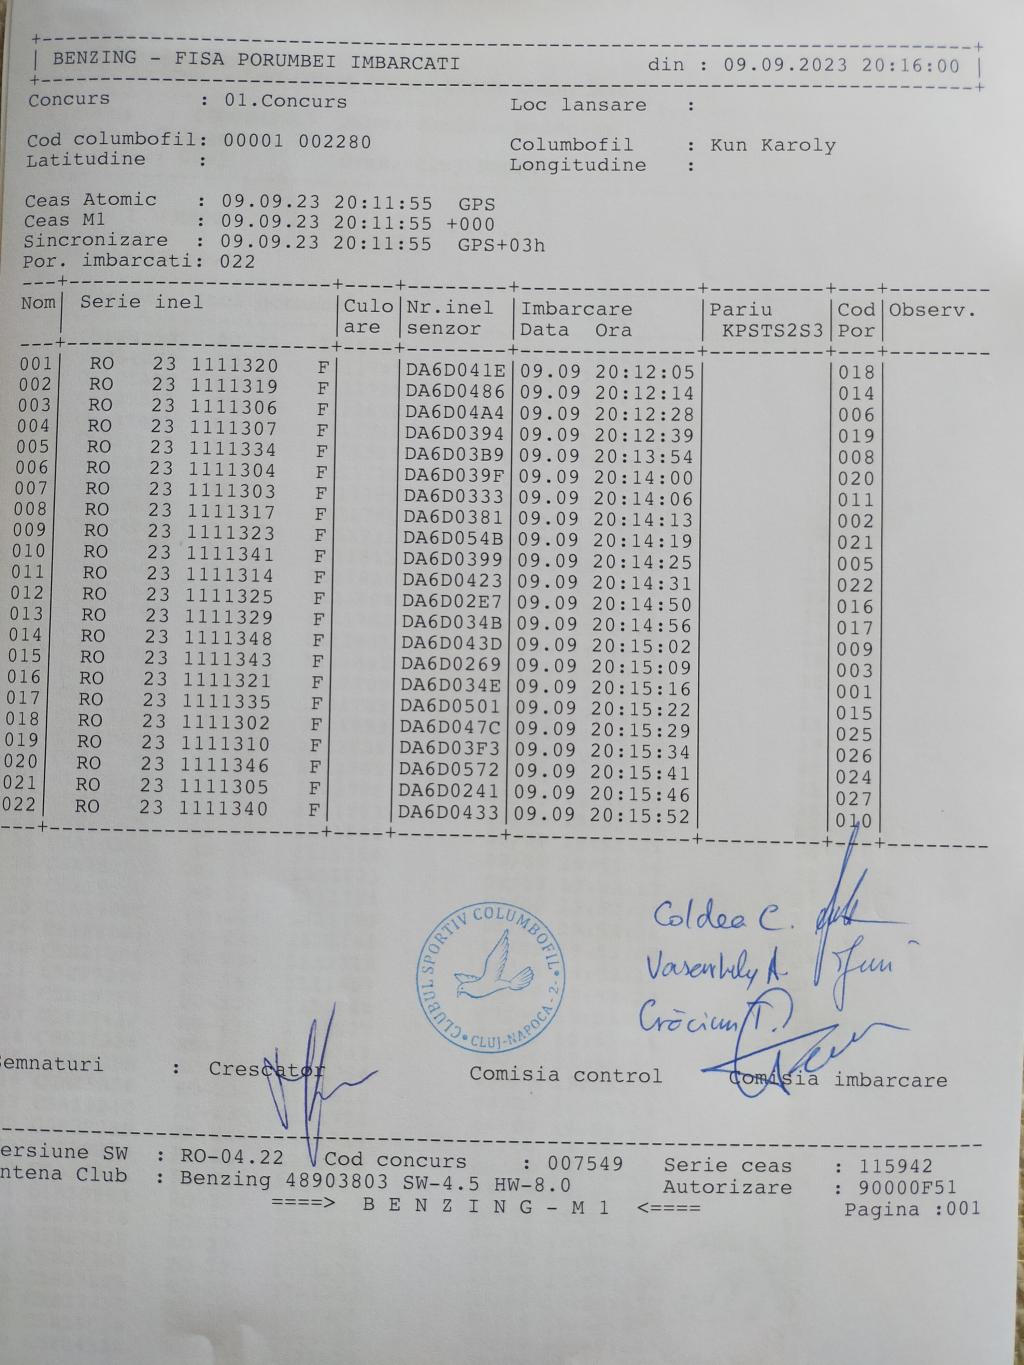 BENZING - FISA PORUMBEI IMBARCATI din : 09.09.2023 20:16:00
Concurs : 01.Concurs Loc lansare :
Cod columbofil: 00001 002280 Columbofil : Kun Karoly
Latitudine : Longitudine :
Ceas Atomic : 09.09.23 20:11:55 GPS
Ceas M1 : 09.09.23 20:11:55 +000
Sincronizare : 09.09.23 20:11:55 GPS+03h
Por. imbarcati: 022
Nom Serie inel Culo Nr.inel Imbarcare Pariu Cod Observ.
are senzor Data Ora KPSTS2S3 Por
001 RO 23 1111320 F DA6D041E 09.09 20:12:05 018
002 RO 23 1111319 F DA6D0486 09.09 20:12:14 014
003 RO 23 1111306 F DA6D04A4 09.09 20:12:28 006
004 RO 23 1111307 F DA6D0394 09.09 20:12:39 019
005 RO 23 1111334 F DA6D03B9 09.09 20:13:54 008
006 RO 23 1111304 F DA6D039F 09.09 20:14:00 020
007 RO 23 1111303 F DA6D0333 09.09 20:14:06 011
008 RO 23 1111317 F DA6D0381 09.09 20:14:13 002
009 RO 23 1111323 F DA6D054B 09.09 20:14:19 021
010 RO 23 1111341 F DA6D0399 09.09 20:14:25 005
011 RO 23 1111314 F DA6D0423 09.09 20:14:31 022
012 RO 23 1111325 F DA6D02E7 09.09 20:14:50 016
013 RO 23 1111329 F DA6D034B 09.09 20:14:56 017
014 RO 23 1111348 F DA6D043D 09.09 20:15:02 009
015 RO 23 1111343 F DA6D0269 09.09 20:15:09 003
016 RO 23 1111321 F DA6D034E 09.09 20:15:16 001
017 RO 23 1111335 F DA6D0501 09.09 20:15:22 015
018 RO 23 1111302 F DA6D047C 09.09 20:15:29 025
019 RO 23 1111310 F DA6D03F3 09.09 20:15:34 026
020 RO 23 1111346 F DA6D0572 09.09 20:15:41 024
021 RO 23 1111305 F DA6D0241 09.09 20:15:46 027
022 RO 23 1111340 F DA6D0433 09.09 20:15:52 010
CLUBUL SPORTIV COLUMBOFIL
CLUJ-NAPOCA -2-
Coldea C.
A.
Crăciun T.
emnaturi : Crescator Comisia control Comisia imbarcare
ersiune SW : RO-04.22 Cod concurs : 007549 Serie ceas : 115942
ntena Club : Benzing 48903803 SW-4.5 HW-8.0 Autorizare : 90000F51
====> B E N Z I N G - M 1 <==== Pagina :001